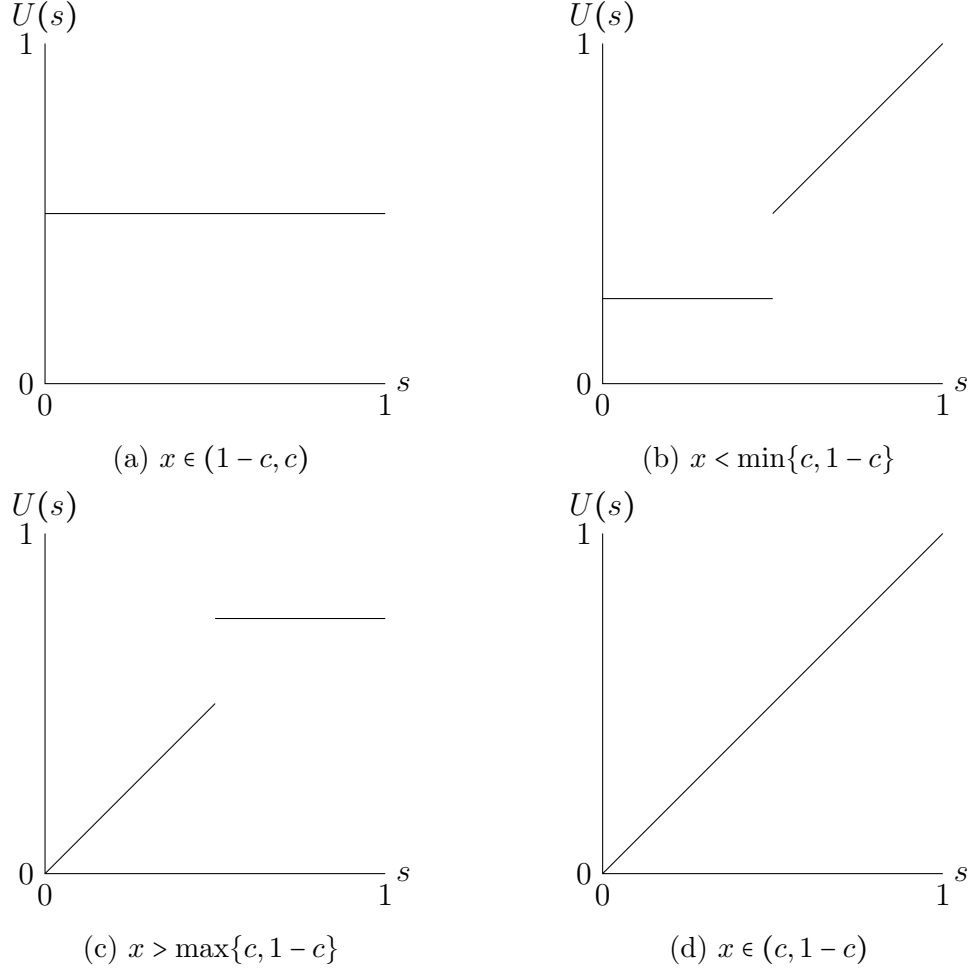 U(s)
1
0
0
1
s
(a) x ∈ (1 − c, c)
U(s)
1
0
0
1
s
(b) x < min{c, 1 − c}
U(s)
1
0
0
1
s
(c) x > max{c, 1 − c}
U(s)
1
0
0
1
s
(d) x ∈ (c, 1 − c)